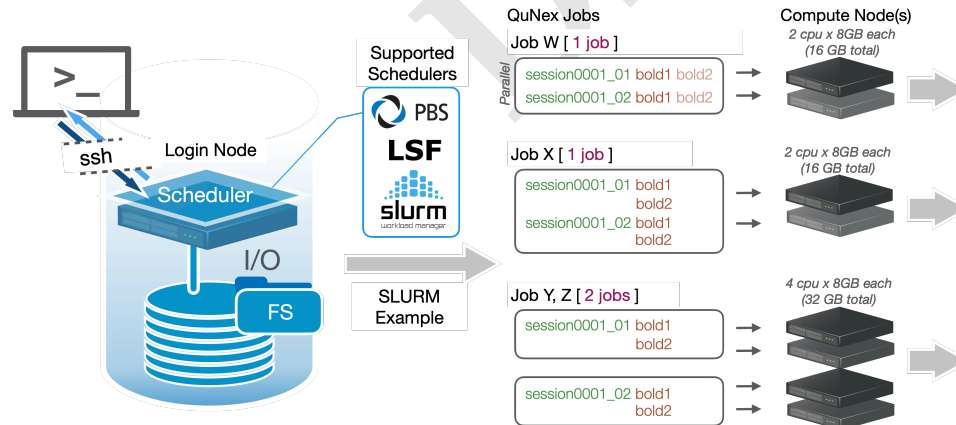 QuNex Jobs
Compute Node(s)
>_
ssh
Login Node
Scheduler
I/O
FS
Supported
Schedulers
PBS
LSF
slurm
workload manager
SLURM
Example
Job W [ 1 job ]
Parallel
session0001_01 bold1 bold2
session0001_02 bold1 bold2
2 cpu x 8GB each
(16 GB total)
Job X [ 1 job ]
session0001_01 bold1
bold2
session0001_02 bold1
bold2
2 cpu x 8GB each
(16 GB total)
Job Y, Z [ 2 jobs ]
session0001_01 bold1
bold2
session0001_02 bold1
bold2
4 cpu x 8GB each
(32 GB total)